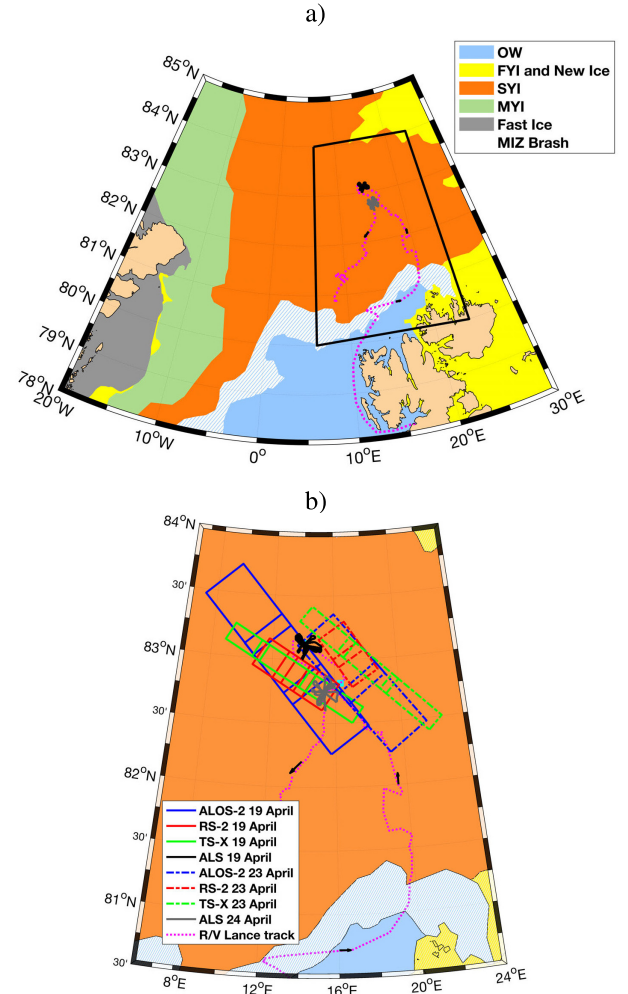 a)
OW
FYI and New Ice
SYI
MYI
Fast Ice
MIZ Brash
85°N
84°N
83°N
82°N
81°N
80°N
79°N
78°N
20°W
10°W
0°
10°E
20°E
30°E
b)
84°N
30'
83°N
30'
82°N
30'
81°N
30'
ALOS-2 19 April
RS-2 19 April
TS-X 19 April
ALS 19 April
ALOS-2 23 April
RS-2 23 April
TS-X 23 April
ALS 24 April
R/V Lance track
8°E
12°E
16°E
20°E
24°E